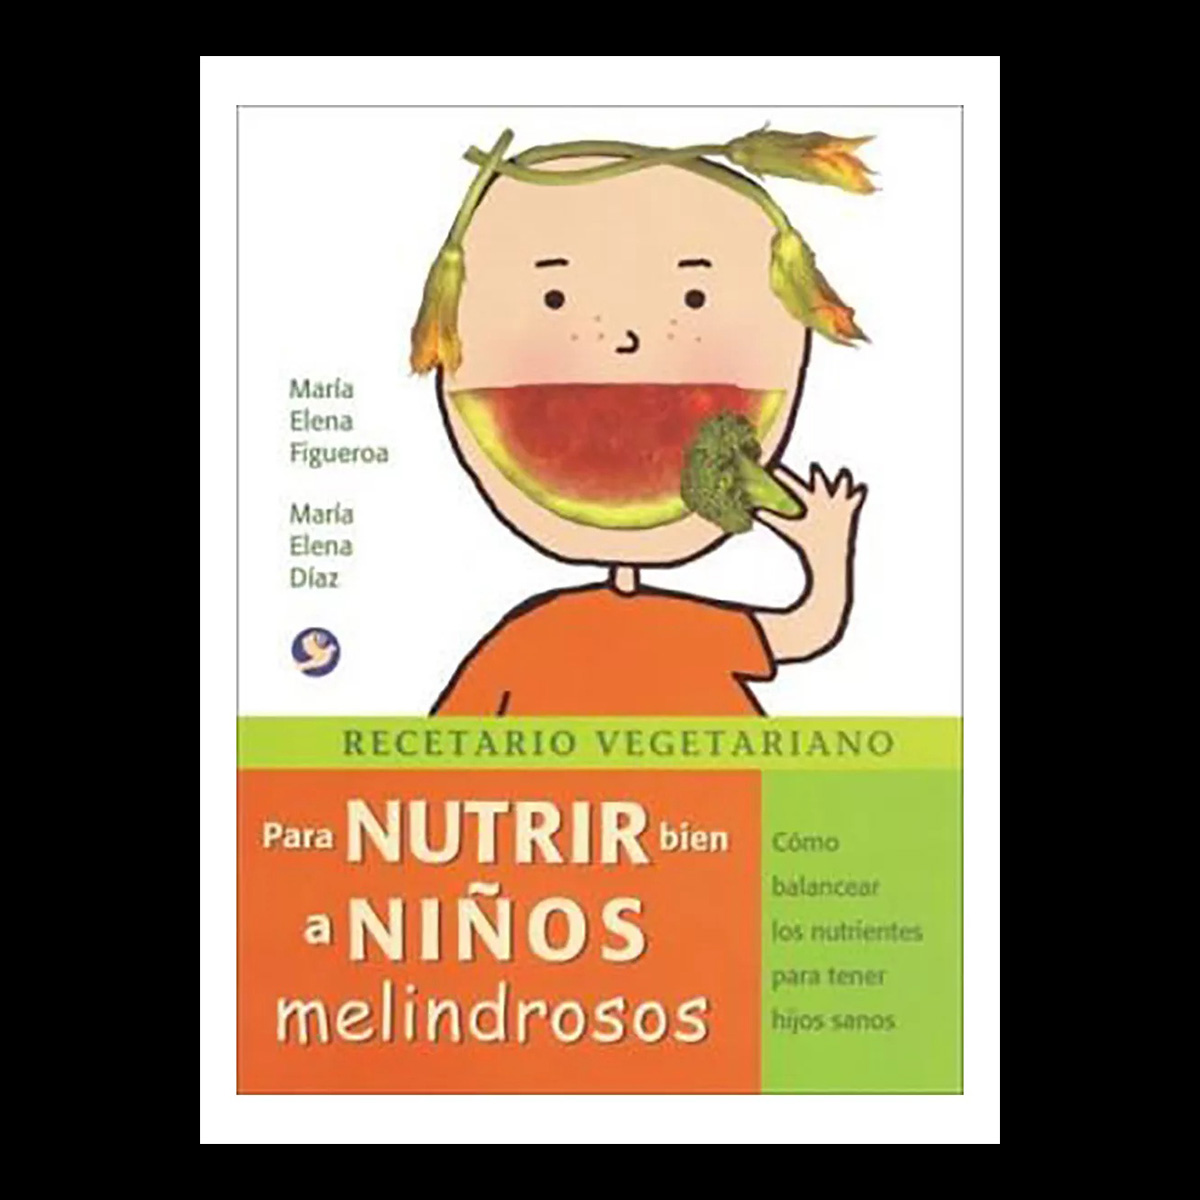 María
Elena
Figueroa
María
Elena
Díaz
RECETARIO VEGETARIANO
Para NUTRIR bien
a NIÑOS
melindrosos
Cómo
balancear
los nutrientes
para tener
hijos sanos